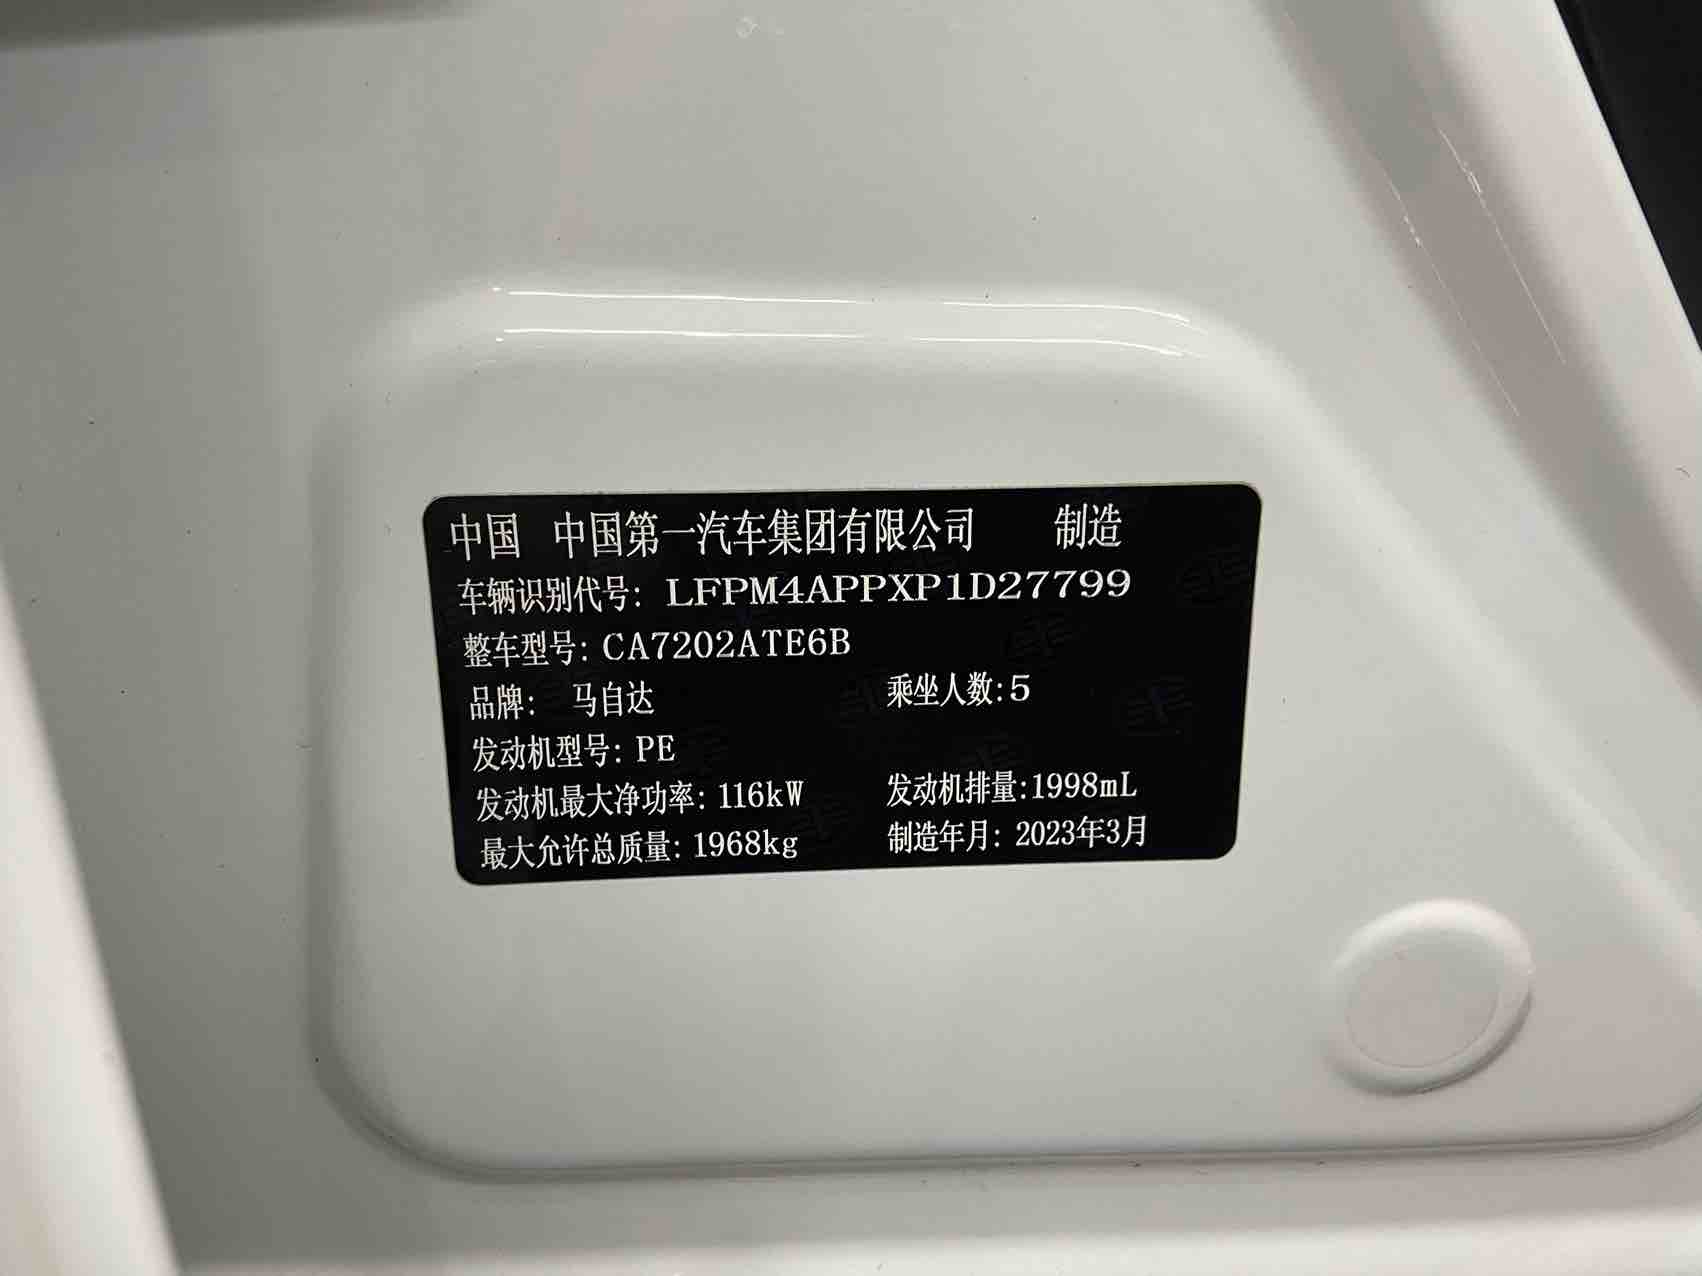 中国 中国第一汽车集团有限公司 制造
车辆识别代号: LFPM4APPXP1D27799
整车型号: CA7202ATE6B
品牌: 马自达 乘坐人数:5
发动机型号: PE
发动机最大净功率: 116kW 发动机排量:1998mL
最大允许总质量: 1968kg 制造年月: 2023年3月